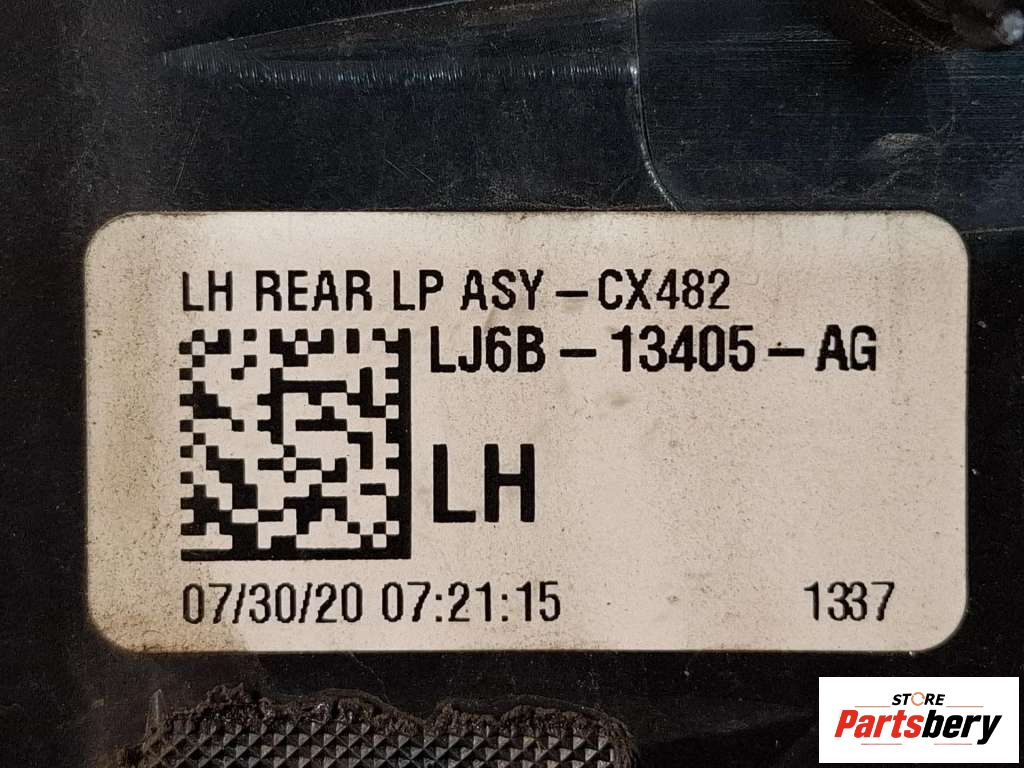 LH REAR LP ASY – CX482
LJ6B – 13405 – AG
LH
07/30/20 07:21:15 1337
STORE
Partsbery